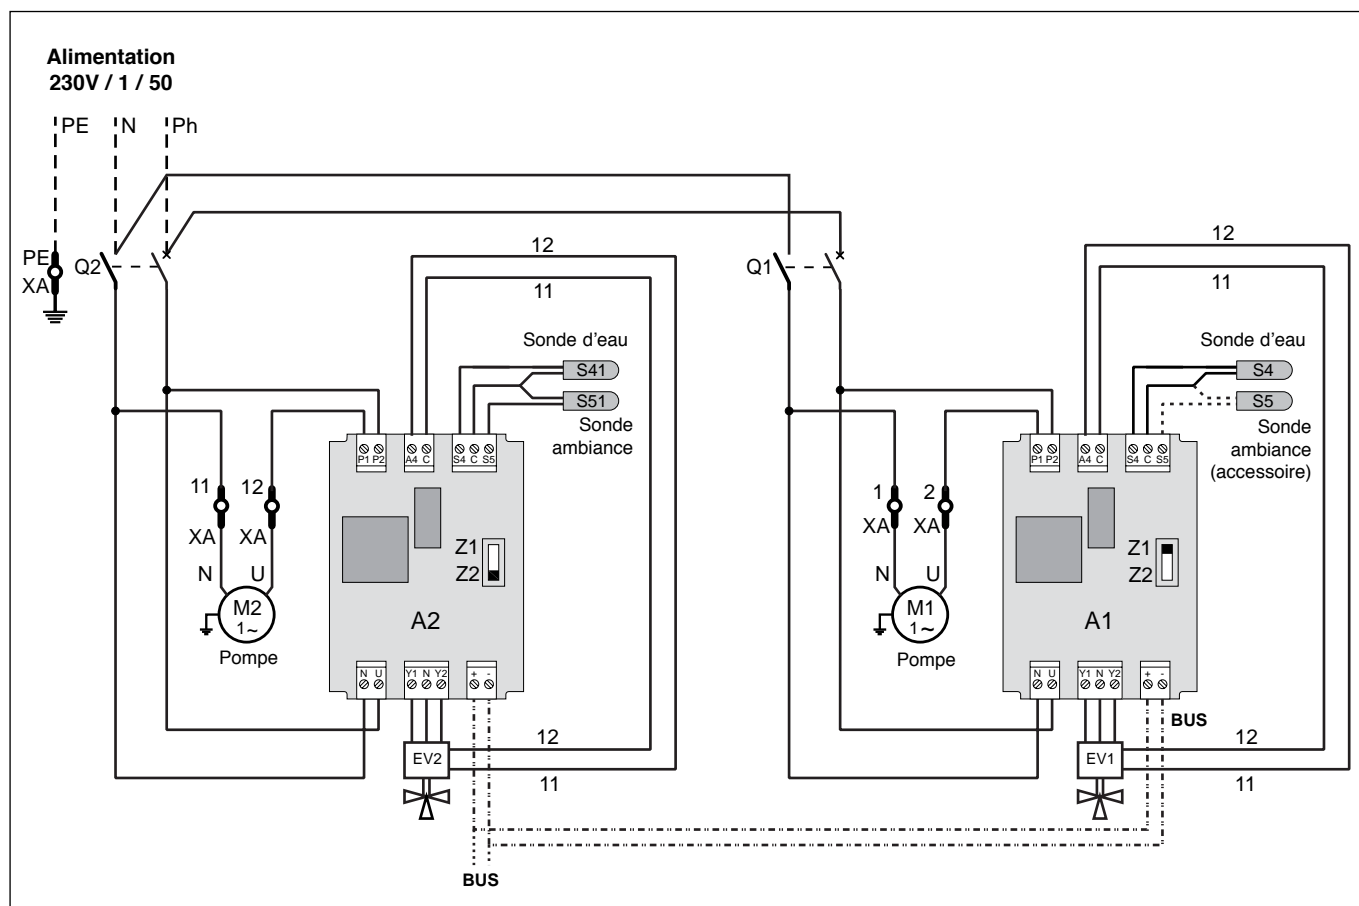 Alimentation
230V / 1 / 50
PE N Ph
PE
XA
Q2
12
11
Sonde d'eau
S41
S51
Sonde
ambiance
P1 P2 A4 C S4 C S5
11 12
XA XA
N U
M2
1~
Pompe
Z1
Z2
A2
N U Y1 N Y2 + -
EV2
12
11
BUS
Q1
12
11
Sonde d'eau
S4
S5
Sonde
ambiance
(accessoire)
P1 P2 A4 C S4 C S5
1 2
XA XA
N U
M1
1~
Pompe
Z1
Z2
A1
N U Y1 N Y2 + -
BUS
EV1
12
11